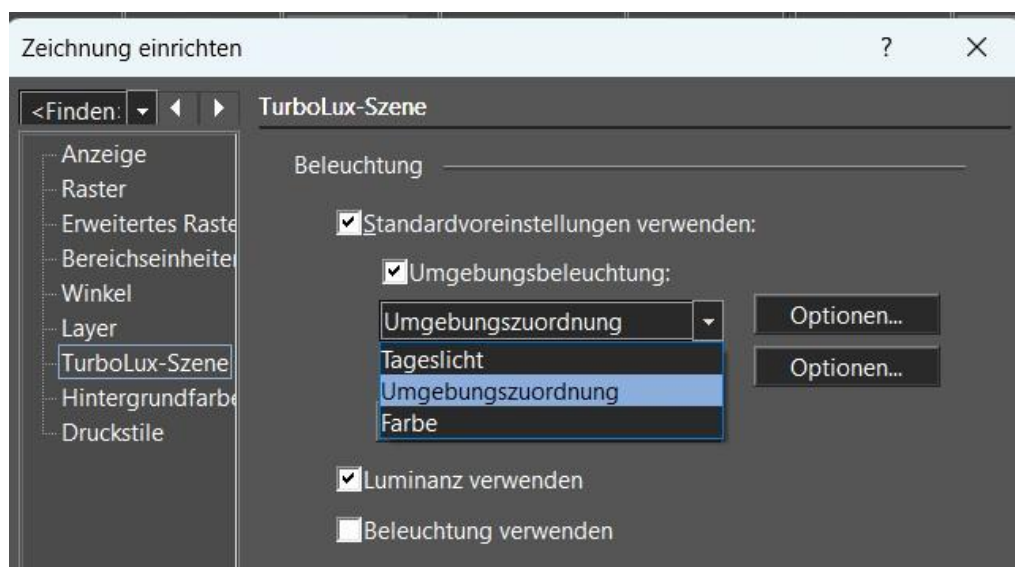 Zeichnung einrichten
?
<Finden:
TurboLux-Szene
Anzeige
Raster
Erweitertes Raste
Bereichseinheite
Winkel
Layer
TurboLux-Szene
Hintergrundfarbe
Druckstile
Beleuchtung
Standardvoreinstellungen verwenden:
Umgebungsbeleuchtung:
Umgebungszuordnung
Optionen...
Tageslicht
Umgebungszuordnung
Farbe
Optionen...
Luminanz verwenden
Beleuchtung verwenden